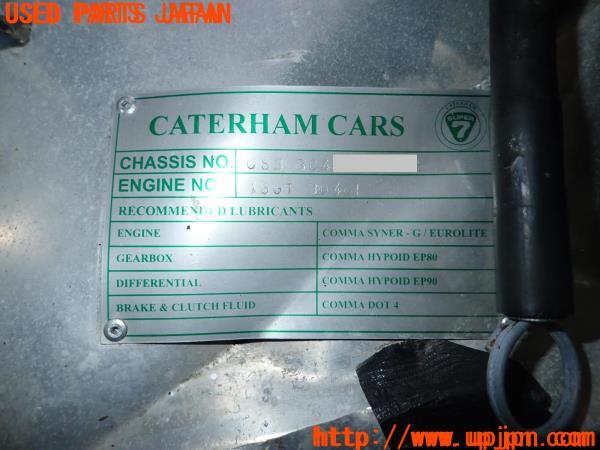 USED PARTS JAPAN
CATERHAM CARS
CATERHAM
SUPER
7
CHASSIS NO.
ENGINE NO.
RECOMMENDED LUBRICANTS
ENGINE COMMA SYNER - G / EUROLITE
GEARBOX COMMA HYPOID EP80
DIFFERENTIAL COMMA HYPOID EP90
BRAKE & CLUTCH FLUID COMMA DOT 4
http://www.upjpn.com/